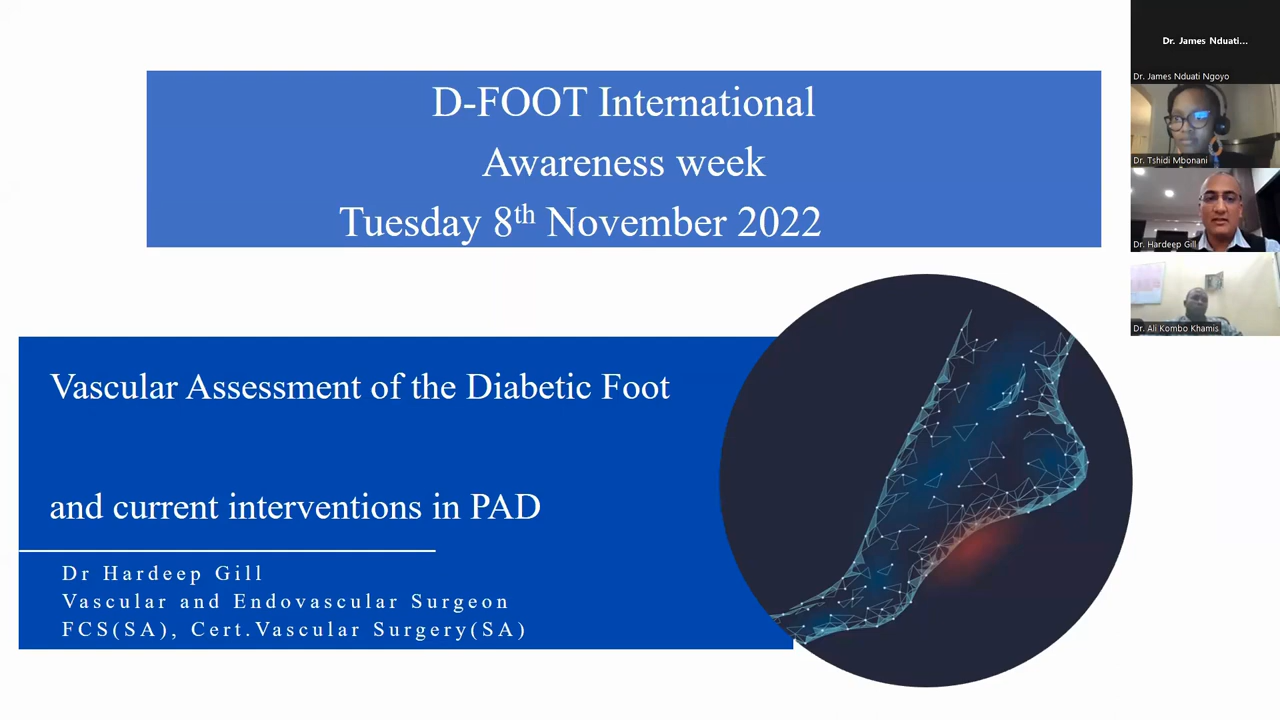 D-FOOT International
Awareness week
Tuesday 8th November 2022
Vascular Assessment of the Diabetic Foot
and current interventions in PAD
Dr Hardeep Gill
Vascular and Endovascular Surgeon
FCS(SA), Cert.Vascular Surgery(SA)
Dr. James Nduati...
Dr. James Nduati Ngoyo
Dr. Tshidi Mbonani
Dr. Hardeep Gill
Dr. Ali Kombo Khamis